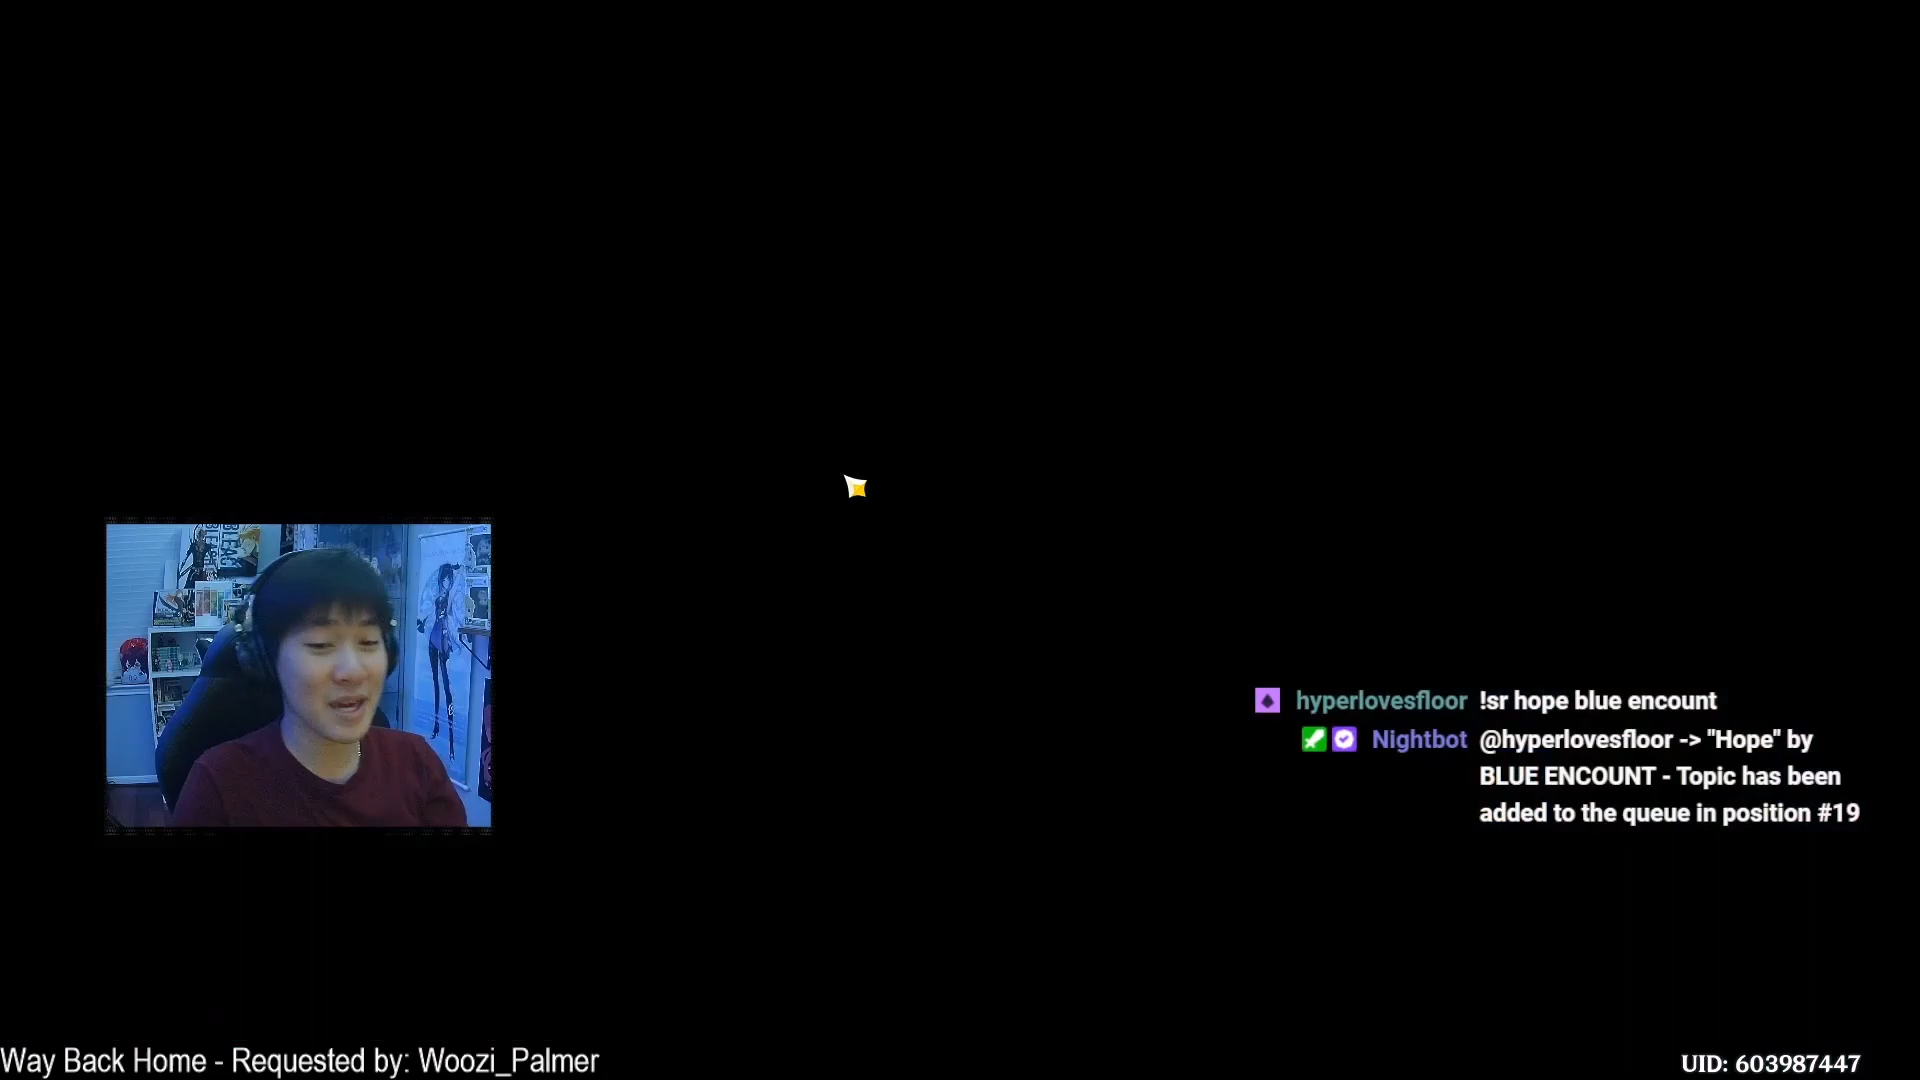 BLEAC
hyperlovesfloor !sr hope blue encount
Nightbot @hyperlovesfloor -> "Hope" by
BLUE ENCOUNT - Topic has been
added to the queue in position #19
Way Back Home - Requested by: Woozi_Palmer
UID: 603987447